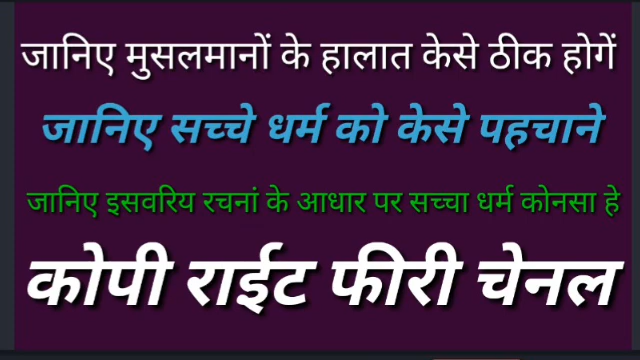 जानिए मुसलमानों के हालात केसे ठीक होगें
जानिए सच्चे धर्म को केसे पहचाने
जानिए इसवरिय रचनां के आधार पर सच्चा धर्म कोनसा हे
कोपी राईट फीरी चेनल